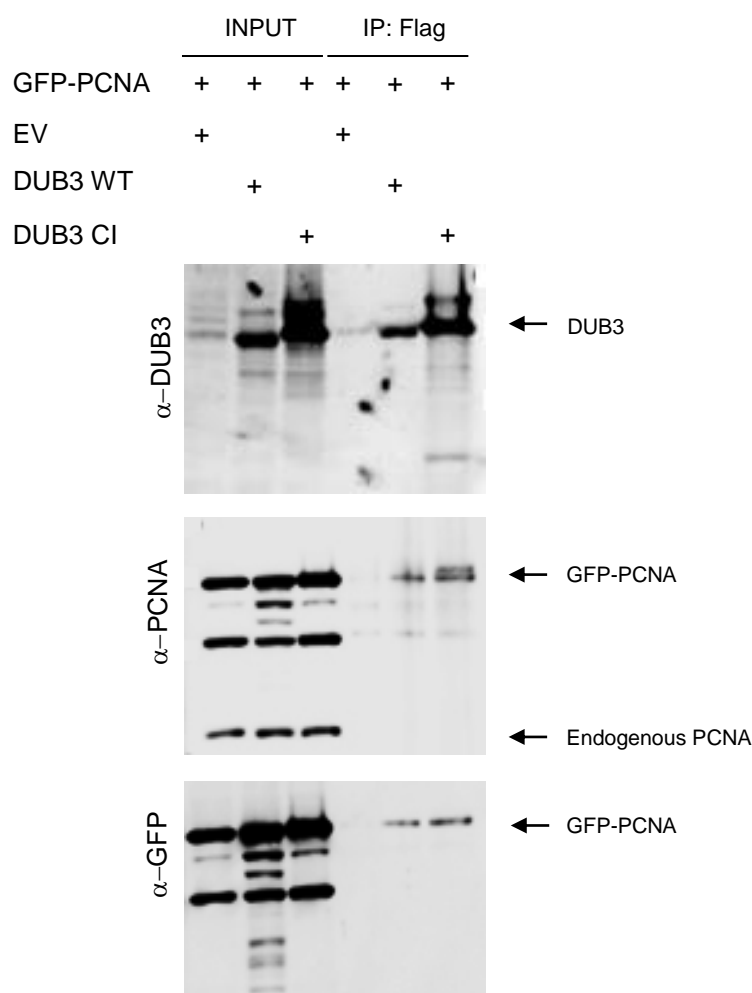 INPUT IP: Flag
GFP-PCNA + + + + + +
EV + +
DUB3 WT + +
DUB3 CI + +
α–DUB3
DUB3
α–PCNA
GFP-PCNA
Endogenous PCNA
α–GFP
GFP-PCNA